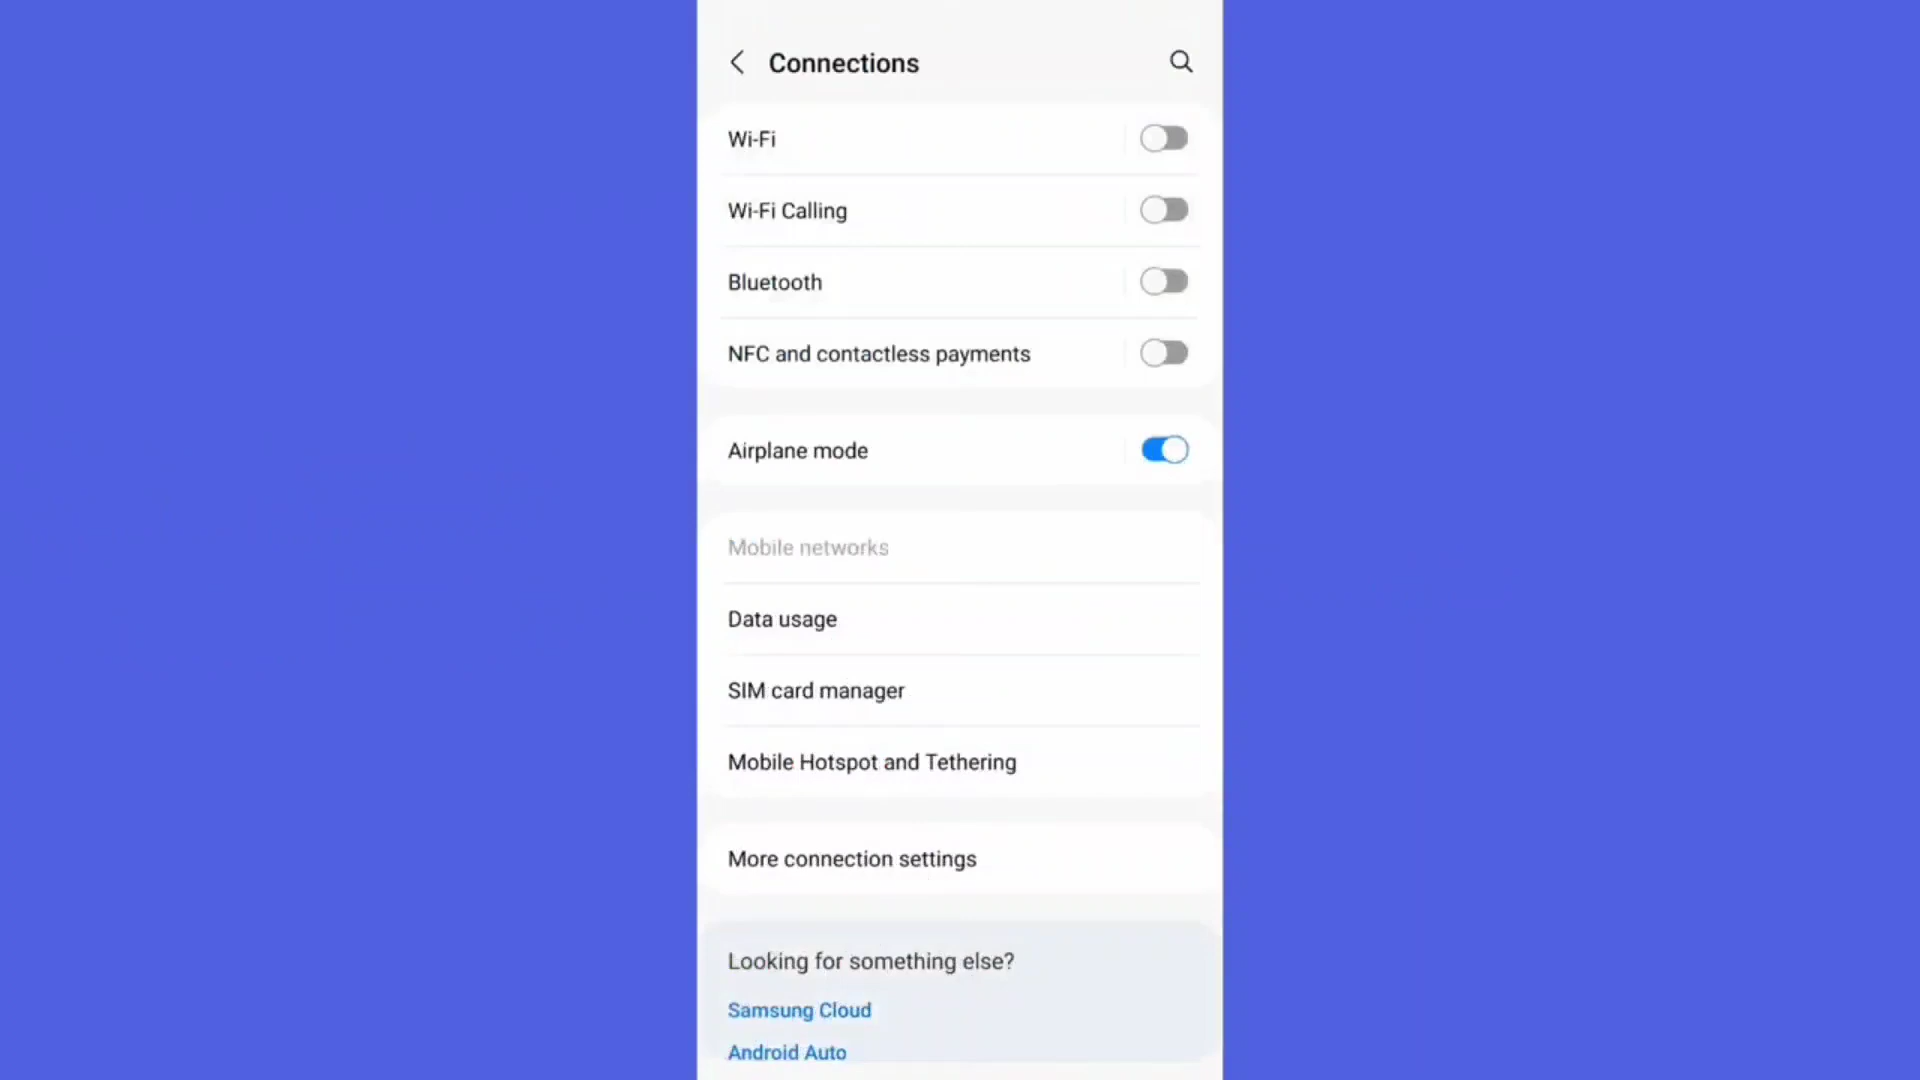 Connections
Wi-Fi
Wi-Fi Calling
Bluetooth
NFC and contactless payments
Airplane mode
Mobile networks
Data usage
SIM card manager
Mobile Hotspot and Tethering
More connection settings
Looking for something else?
Samsung Cloud
Android Auto